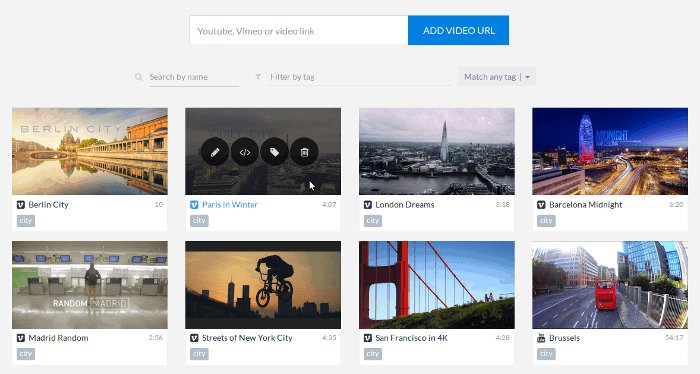 Youtube, Vimeo or video link
ADD VIDEO URL
Search by name
Filter by tag
Match any tag
BERLIN CITY
QUIET CITY
MIDNIGHT
Berlin City
10
Paris in Winter
4:07
London Dreams
3:18
Barcelona Midnight
6:20
city
city
city
city
RANDOM MADRID
Madrid Random
2:56
Streets of New York City
4:35
San Francisco in 4K
4:28
Brussels
54:17
city
city
city
city